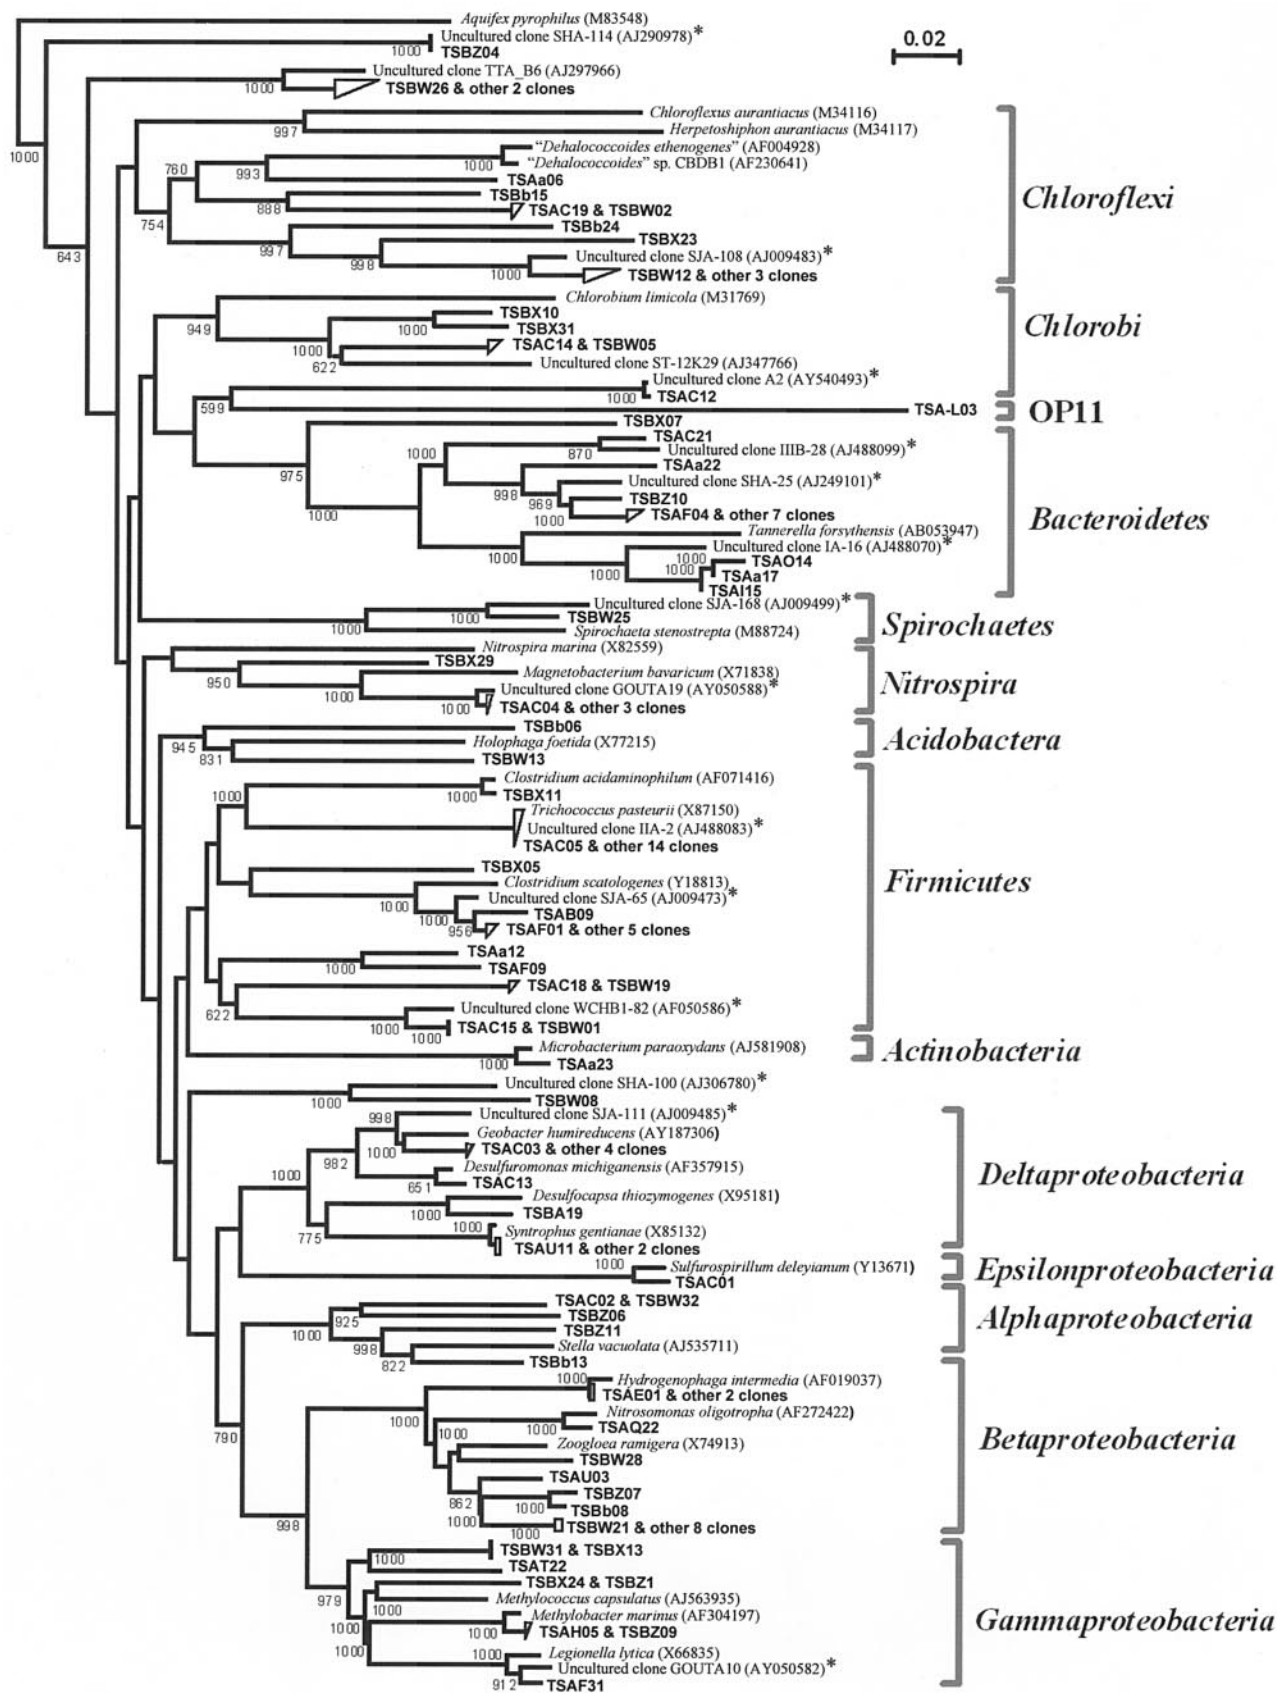 Aquifex pyrophilus (M83548)
Uncultured clone SHA-114 (AJ290978)*
1000
TSBZ04
0.02
Uncultured clone TTA_B6 (AJ297966)
1000
TSBW26 & other 2 clones
Chloroflexus aurantiacus (M34116)
997
Herpetoshiphon aurantiacus (M34117)
1000
"Dehalococcoides ethenogenes" (AF004928)
760
993
1000
"Dehalococcoides" sp. CBDB1 (AF230641)
TSAa06
TSBb15
888
TSAC19 & TSBW02
Chloroflexi
754
TSBb24
997
TSBX23
643
998
Uncultured clone SJA-108 (AJ009483)*
1000
TSBW12 & other 3 clones
Chlorobium limicola (M31769)
949
TSBX10
1000
TSBX31
Chlorobi
1000
TSAC14 & TSBW05
622
Uncultured clone ST-12K29 (AJ347766)
Uncultured clone A2 (AY540493)*
599
1000
TSAC12
TSA-L03
OP11
TSBX07
TSAC21
1000
870
Uncultured clone IIIB-28 (AJ488099)*
975
TSAa22
998
Uncultured clone SHA-25 (AJ249101)*
969
TSBZ10
1000
1000
TSAF04 & other 7 clones
Bacteroidetes
Tannerella forsythensis (AB053947)
Uncultured clone IA-16 (AJ488070)*
1000
1000
TSAO14
1000
1000
TSAa17
TSAI15
Uncultured clone SJA-168 (AJ009499)*
1000
TSBW25
1000
Spirochaeta stenostrepta (M88724)
Spirochaetes
Nitrospira marina (X82559)
TSBX29
950
Magnetobacterium bavaricum (X71838)
1000
Uncultured clone GOUTA19 (AY050588)*
1000
TSAC04 & other 3 clones
Nitrospira
TSBb06
945
Holophaga foetida (X77215)
831
TSBW13
Acidobactera
Clostridium acidaminophilum (AF071416)
1000
1000
TSBX11
Trichococcus pasteurii (X87150)
Uncultured clone IIA-2 (AJ488083)*
TSAC05 & other 14 clones
TSBX05
Clostridium scatologenes (Y18813)
Firmicutes
1000
Uncultured clone SJA-65 (AJ009473)*
1000
TSAB09
956
TSAF01 & other 5 clones
TSAa12
1000
TSAF09
TSAC18 & TSBW19
622
Uncultured clone WCHB1-82 (AF050586)*
1000
1000
TSAC15 & TSBW01
Microbacterium paraoxydans (AJ581908)
1000
TSAa23
Actinobacteria
Uncultured clone SHA-100 (AJ306780)*
1000
TSBW08
998
Uncultured clone SJA-111 (AJ009485)*
Geobacter humireducens (AY187306)
1000
TSAC03 & other 4 clones
982
1000
Desulfuromonas michiganensis (AF357915)
651
TSAC13
Deltaproteobacteria
Desulfocapsa thiozymogenes (X95181)
1000
TSBA19
775
1000
Syntrophus gentianae (X85132)
TSAU11 & other 2 clones
1000
Sulfurospirillum deleyianum (Y13671)
TSAC01
Epsilonproteobacteria
TSAC02 & TSBW32
925
TSBZ06
1000
TSBZ11
998
Stella vacuolata (AJ535711)
822
TSBb13
Alphaproteobacteria
1000
Hydrogenophaga intermedia (AF019037)
TSAE01 & other 2 clones
1000
Nitrosomonas oligotropha (AF272422)
1000
TSAQ22
790
1000
Zoogloea ramigera (X74913)
TSBW28
Betaproteobacteria
TSAU03
TSBZ07
862
1000
TSBb08
998
1000
1000
TSBW21 & other 8 clones
TSBW31 & TSBX13
1000
TSAT22
TSBX24 & TSBZ1
979
Methylococcus capsulatus (AJ563935)
1000
Methylobacter marinus (AF304197)
1000
1000
TSAH05 & TSBZ09
Gammaproteobacteria
1000
1000
Legionella lytica (X66835)
Uncultured clone GOUTA10 (AY050582)*
912
TSAF31